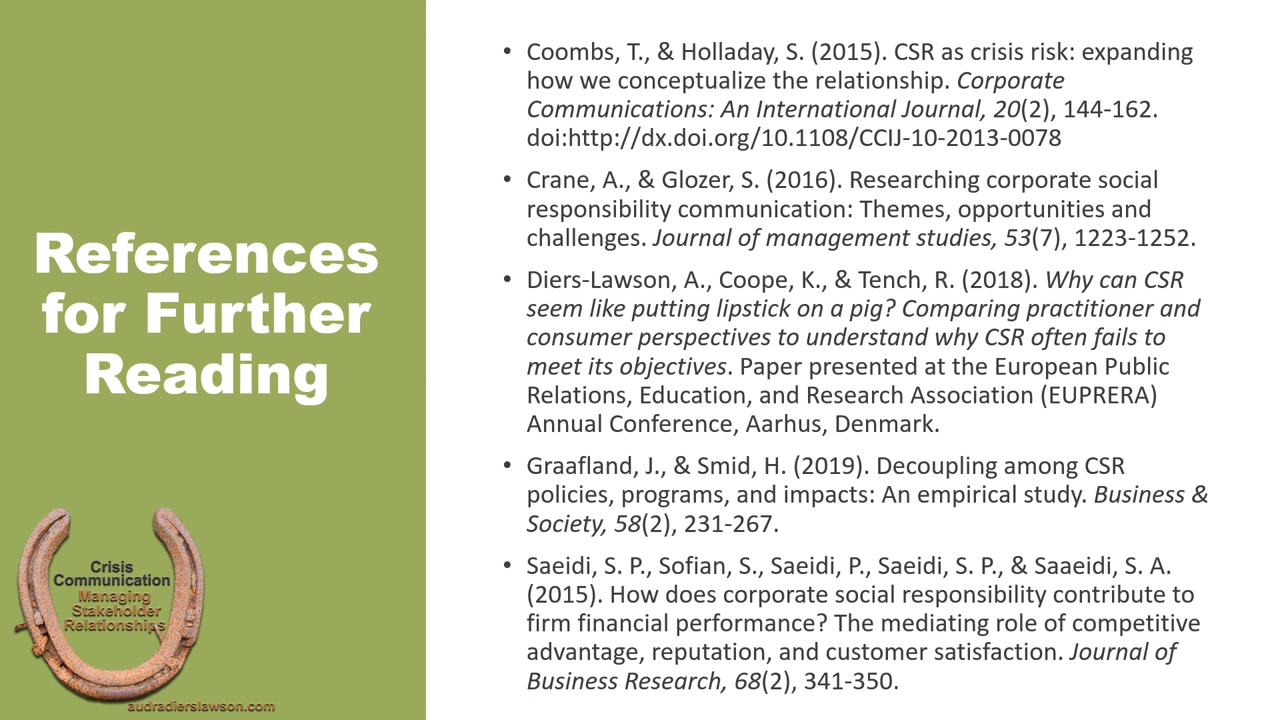 References
for Further
Reading
Crisis
Communication
Managing
Stakeholder
Relationships
audradierslawson.com
• Coombs, T., & Holladay, S. (2015). CSR as crisis risk: expanding
how we conceptualize the relationship. Corporate
Communications: An International Journal, 20(2), 144-162.
doi:http://dx.doi.org/10.1108/CCIJ-10-2013-0078
• Crane, A., & Glozer, S. (2016). Researching corporate social
responsibility communication: Themes, opportunities and
challenges. Journal of management studies, 53(7), 1223-1252.
• Diers-Lawson, A., Coope, K., & Tench, R. (2018). Why can CSR
seem like putting lipstick on a pig? Comparing practitioner and
consumer perspectives to understand why CSR often fails to
meet its objectives. Paper presented at the European Public
Relations, Education, and Research Association (EUPRERA)
Annual Conference, Aarhus, Denmark.
• Graafland, J., & Smid, H. (2019). Decoupling among CSR
policies, programs, and impacts: An empirical study. Business &
Society, 58(2), 231-267.
• Saeidi, S. P., Sofian, S., Saeidi, P., Saeidi, S. P., & Saaeidi, S. A.
(2015). How does corporate social responsibility contribute to
firm financial performance? The mediating role of competitive
advantage, reputation, and customer satisfaction. Journal of
Business Research, 68(2), 341-350.